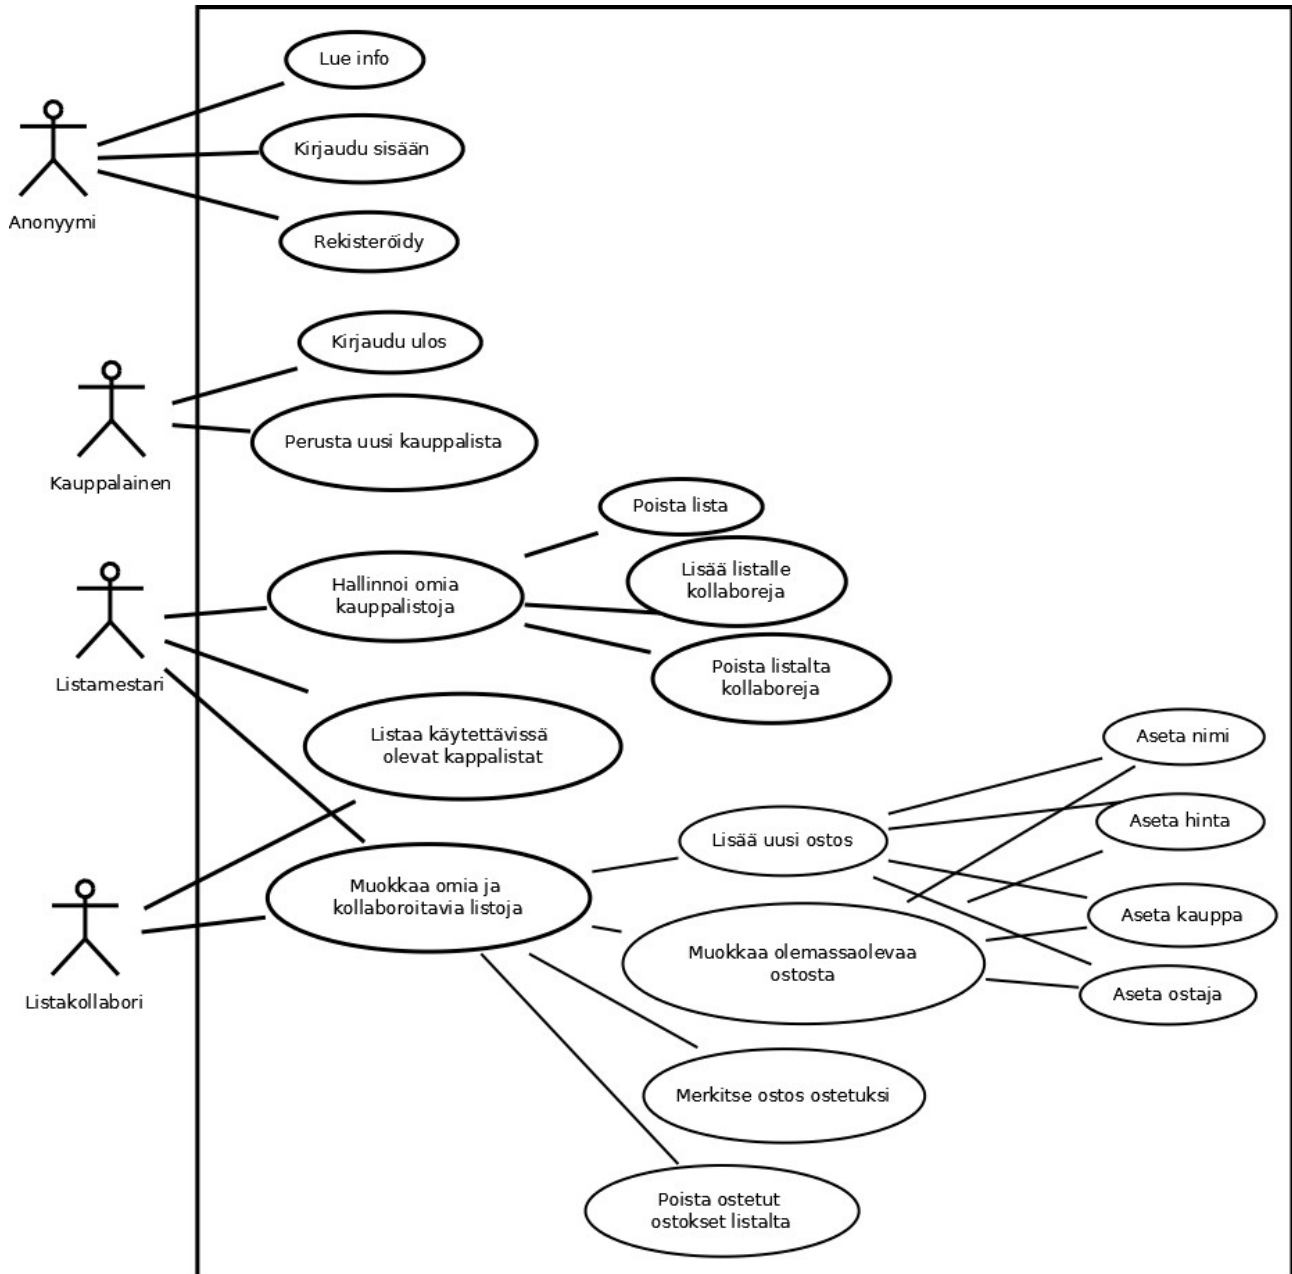 Lue info
Kirjaudu sisään
Anonyymi
Rekisteröidy
Kirjaudu ulos
Perusta uusi kauppalista
Kauppalainen
Poista lista
Lisää listalle
kollaboreja
Hallinnoi omia
kauppalistoja
Listamestari
Poista listalta
kollaboreja
Listaa käytettävissä
olevat kappalistat
Aseta nimi
Lisää uusi ostos
Aseta hinta
Muokkaa omia ja
kollaboroitavia listoja
Aseta kauppa
Muokkaa olemassaolevaa
ostosta
Aseta ostaja
Listakollabori
Merkitse ostos ostetuksi
Poista ostetut
ostokset listalta